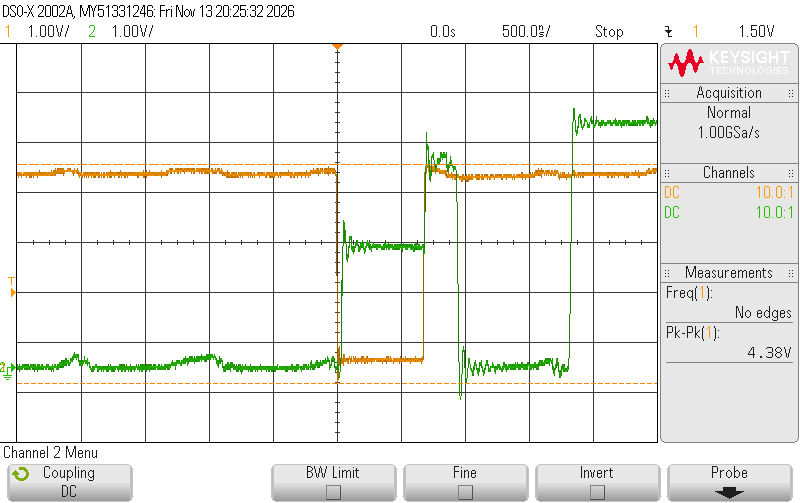 DSO-X 2002A, MY51331246: Fri Nov 13 20:25:32 2026
1 1.00V/ 2 1.00V/ 0.0s 500.0ns/ Stop 1 1.50V
KEYSIGHT
TECHNOLOGIES
Acquisition
Normal
1.00GSa/s
Channels
DC 10.0:1
DC 10.0:1
Measurements
Freq(1):
No edges
Pk-Pk(1):
4.38V
T
2
Channel 2 Menu
Coupling
DC
BW Limit
Fine
Invert
Probe